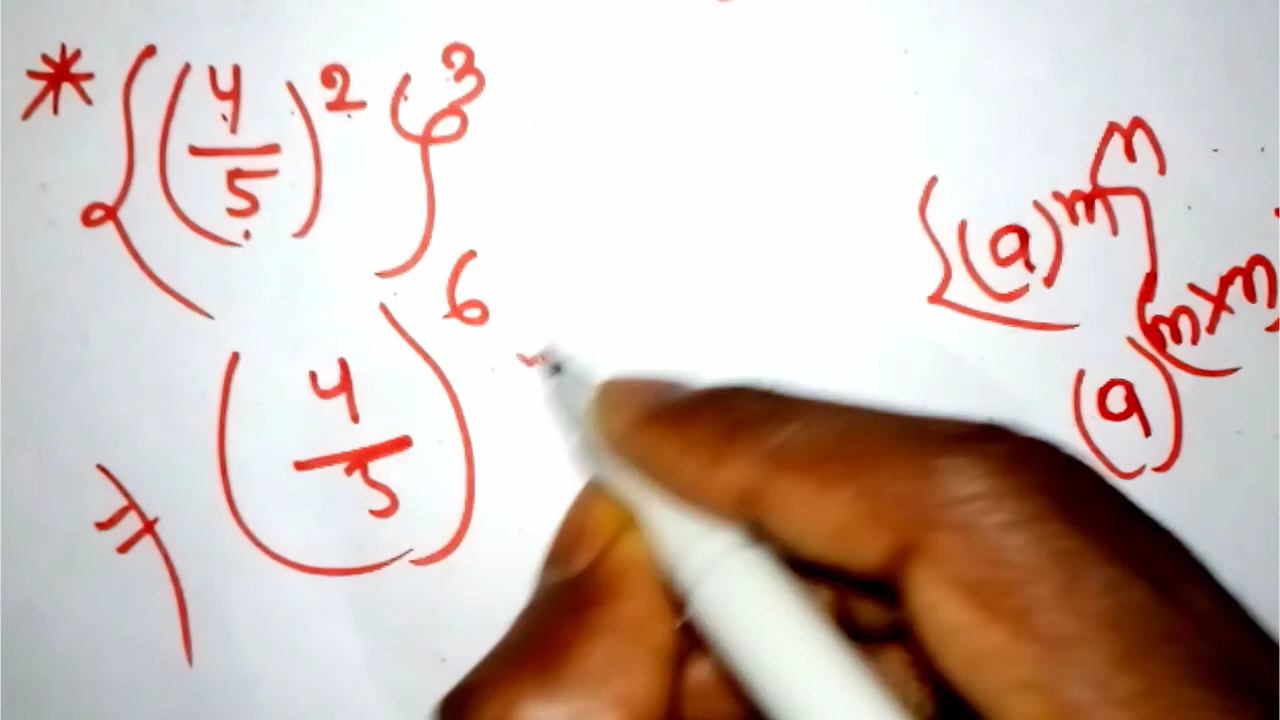 * {(4/5)^2}^3
⇒ (4/5)^6
{(a)^m}^n
(a)^m×n